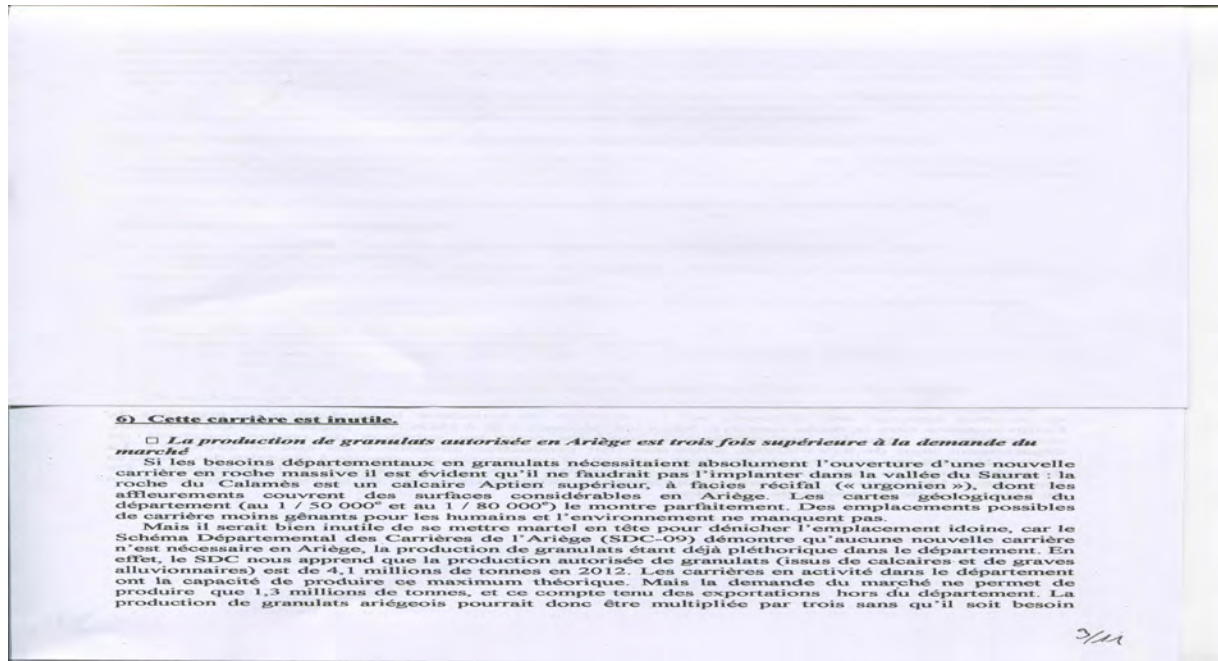 6) Cette carrière est inutile.
□ La production de granulats autorisée en Ariège est trois fois supérieure à la demande du
marché
Si les besoins départementaux en granulats nécessitaient absolument l'ouverture d'une nouvelle
carrière en roche massive il est évident qu'il ne faudrait pas l'implanter dans la vallée du Saurat : la
roche du Calamès est un calcaire Aptien supérieur, à facies récifal (« urgonien »), dont les
affleurements couvrent des surfaces considérables en Ariège. Les cartes géologiques du
département (au 1 / 50 000e et au 1 / 80 000e) le montre parfaitement. Des emplacements possibles
de carrière moins gênants pour les humains et l'environnement ne manquent pas.
Mais il serait bien inutile de se mettre martel en tête pour dénicher l'emplacement idoine, car le
Schéma Départemental des Carrières de l'Ariège (SDC-09) démontre qu'aucune nouvelle carrière
n'est nécessaire en Ariège, la production de granulats étant déjà pléthorique dans le département. En
effet, le SDC nous apprend que la production autorisée de granulats (issus de calcaires et de graves
alluvionnaires) est de 4,1 millions de tonnes en 2012. Les carrières en activité dans le département
ont la capacité de produire ce maximum théorique. Mais la demande du marché ne permet de
produire que 1,3 millions de tonnes, et ce compte tenu des exportations hors du département. La
production de granulats ariégeois pourrait donc être multipliée par trois sans qu'il soit besoin
3/11